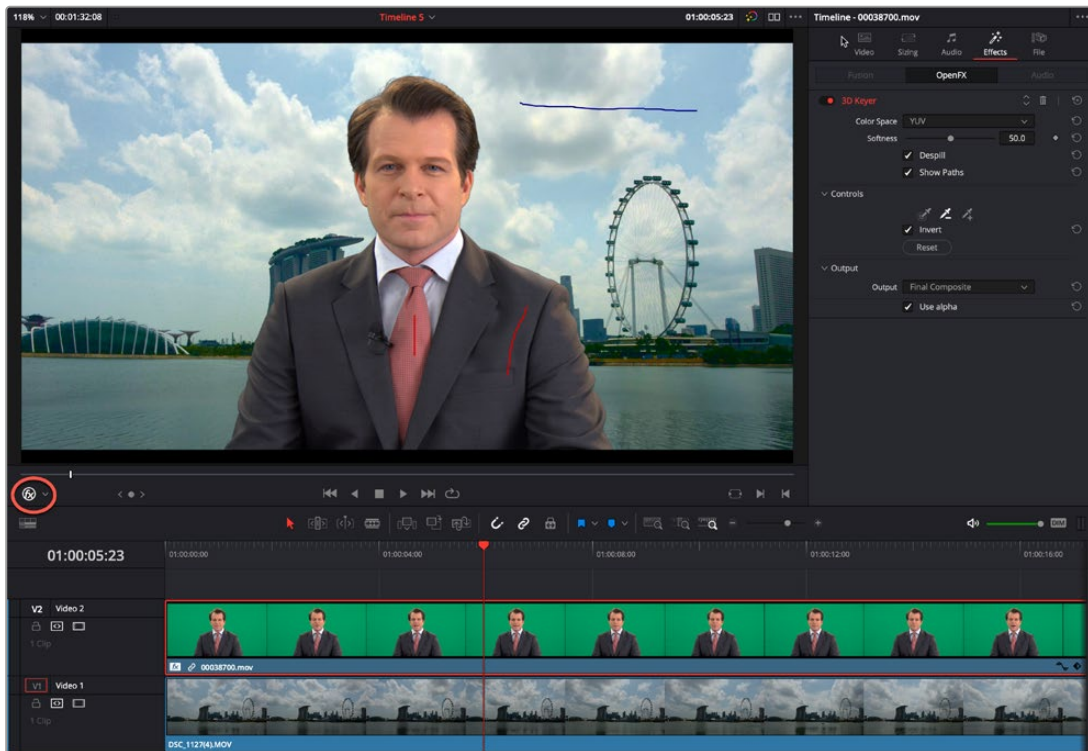 118% 00:01:32:08 Timeline 5 01:00:05:23 ••• Timeline - 00038700.mov •••
Video Sizing Audio Effects File
Fusion OpenFX Audio
3D Keyer
Color Space YUV
Softness 50.0
Despill
Show Paths
Controls
Invert
Reset
Output
Output Final Composite
Use alpha
fx
DIM
01:00:05:23 01:00:00:00 01:00:04:00 01:00:08:00 01:00:12:00 01:00:16:00
V2 Video 2
1 Clip
fx 00038700.mov
V1 Video 1
1 Clip
DSC_1127(4).MOV